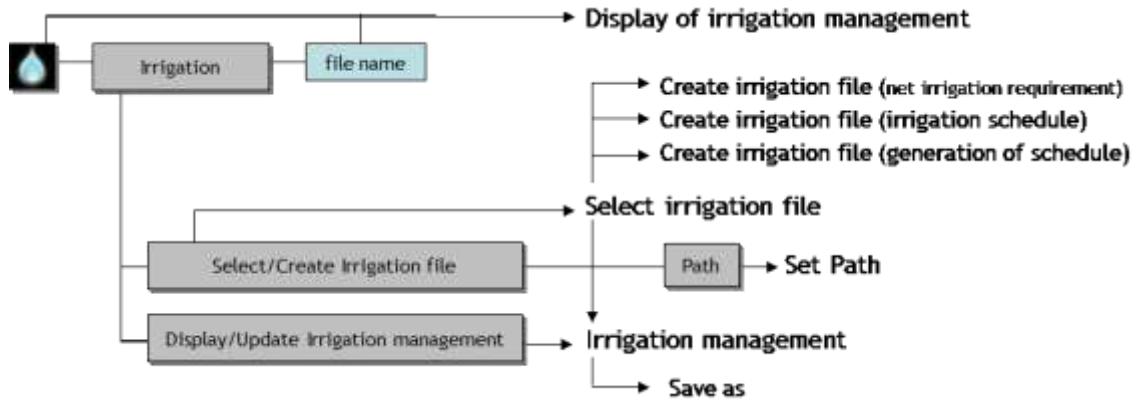 Display of irrigation management
Irrigation
file name
Create irrigation file (net irrigation requirement)
Create irrigation file (irrigation schedule)
Create irrigation file (generation of schedule)
Select irrigation file
Select/Create Irrigation file
Path
Set Path
Display/Update Irrigation management
Irrigation management
Save as